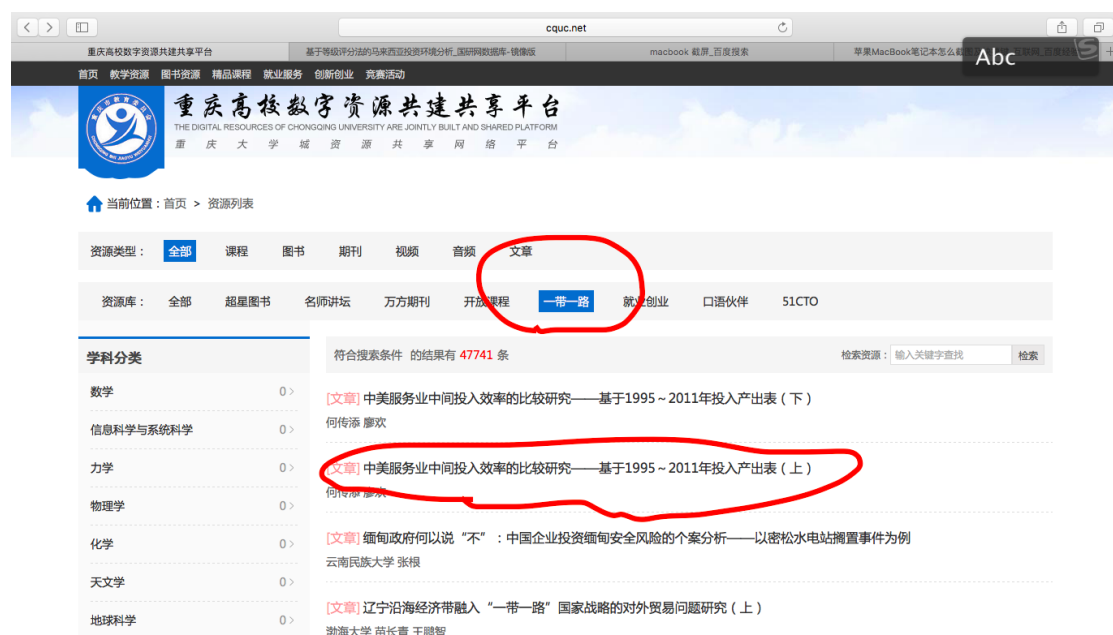 cquc.net
重庆高校数字资源共建共享平台 基于等级评分法的马来西亚投资环境分析_国研网数据库-镜像版 macbook 截屏_百度搜索 苹果MacBook笔记本怎么截
Abc
首页 教学资源 图书资源 精品课程 就业服务 创新创业 竞赛活动
重庆高校数字资源共建共享平台
THE DIGITAL RESOURCES OF CHONGQING UNIVERSITY ARE JOINTLY BUILT AND SHARED PLATFORM
重庆大学城资源共享网络平台
当前位置：首页 > 资源列表
资源类型： 全部 课程 图书 期刊 视频 音频 文章
资源库： 全部 超星图书 名师讲坛 万方期刊 开放课程 一带一路 就业创业 口语伙伴 51CTO
学科分类
数学 0 >
信息科学与系统科学 0 >
力学 0 >
物理学 0 >
化学 0 >
天文学 0 >
地球科学 0 >
符合搜索条件 的结果有 47741 条
检索资源： 输入关键字查找 检索
[文章] 中美服务业中间投入效率的比较研究——基于1995～2011年投入产出表（下）
何传添 廖欢
[文章] 中美服务业中间投入效率的比较研究——基于1995～2011年投入产出表（上）
何传添 廖欢
[文章] 缅甸政府何以说“不”：中国企业投资缅甸安全风险的个案分析——以密松水电站搁置事件为例
云南民族大学 张根
[文章] 辽宁沿海经济带融入“一带一路”国家战略的对外贸易问题研究（上）
渤海大学 苗长青 王聪智